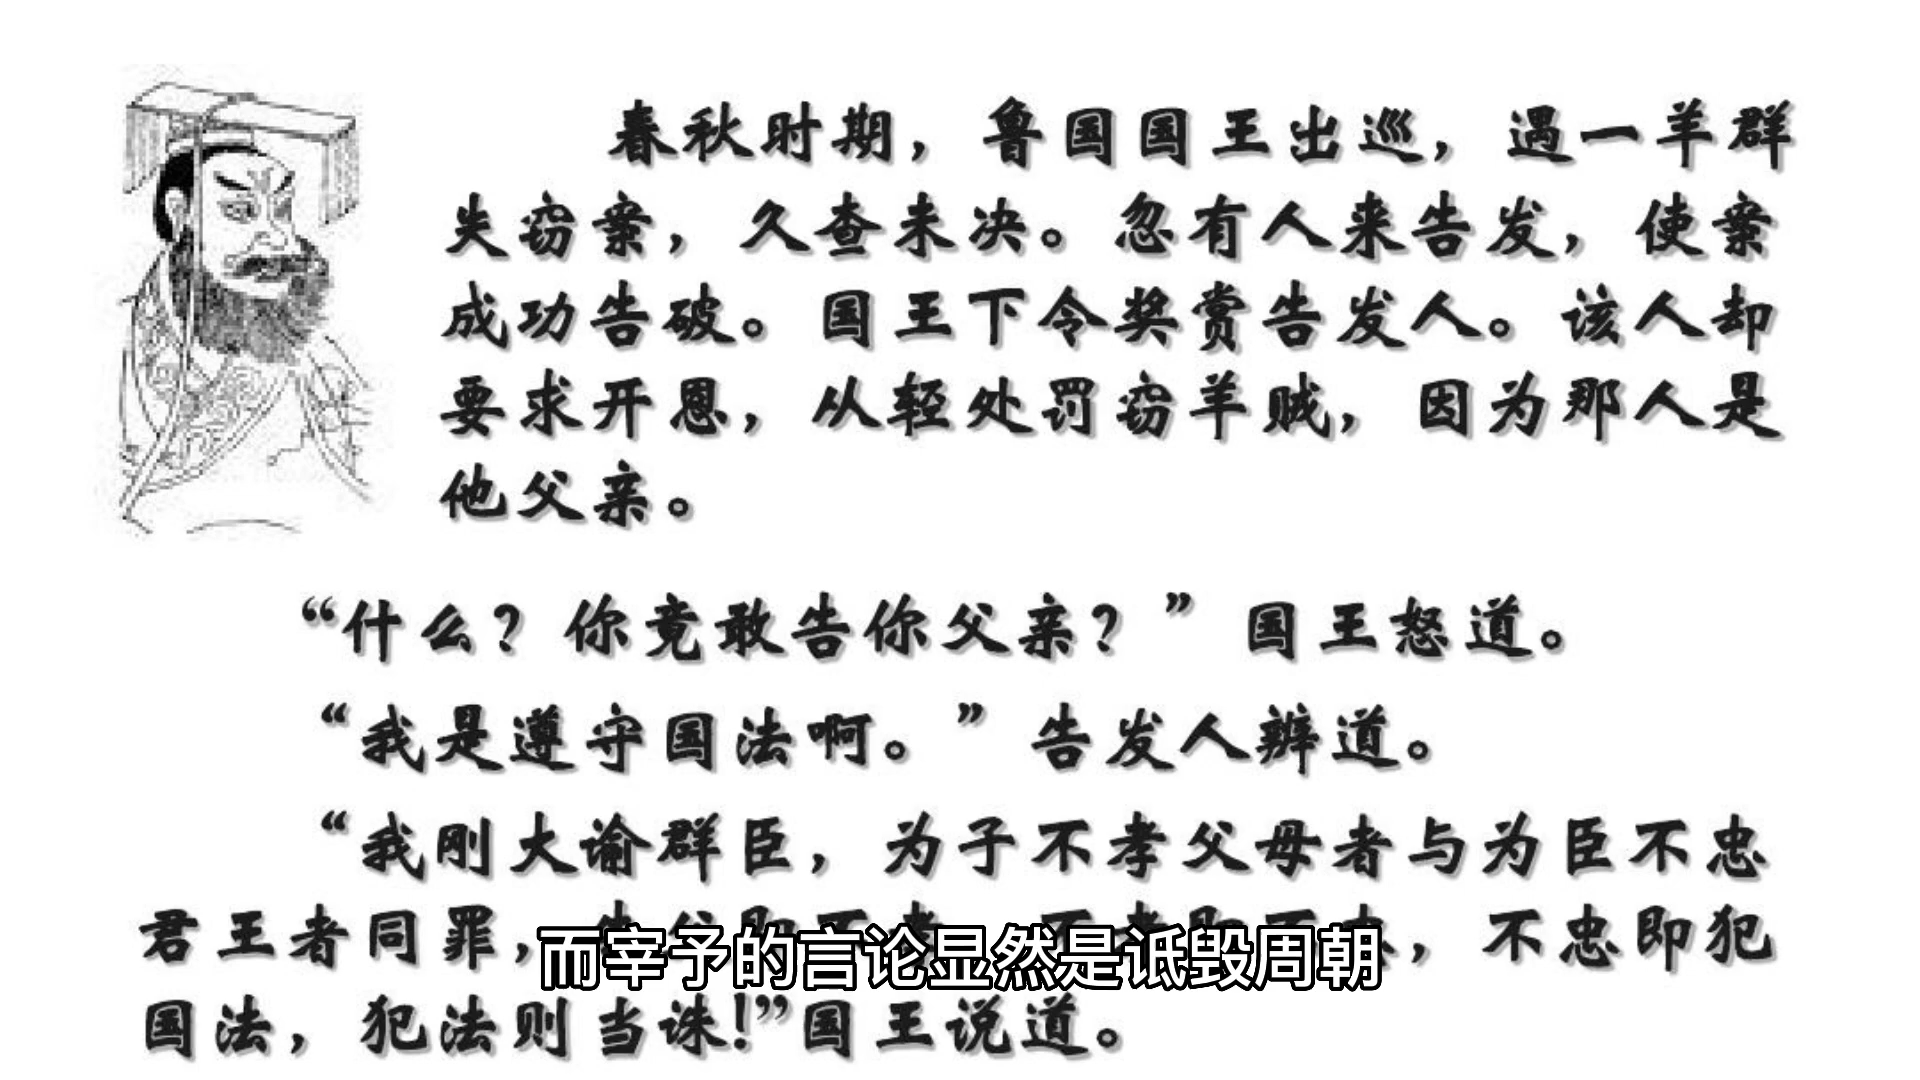 春秋时期，鲁国国王出巡，遇一羊群
失窃案，久查未决。忽有人来告发，使案
成功告破。国王下令奖赏告发人。该人却
要求开恩，从轻处罚窃羊贼，因为那人是
他父亲。
“什么？你竟敢告你父亲？”国王怒道。
“我是遵守国法啊。”告发人辨道。
“我刚大谕群臣，为子不孝父母者与为臣不忠
君王者同罪，，不忠即犯
而宰予的言论显然是诋毁周朝
国法，犯法则当诛!”国王说道。